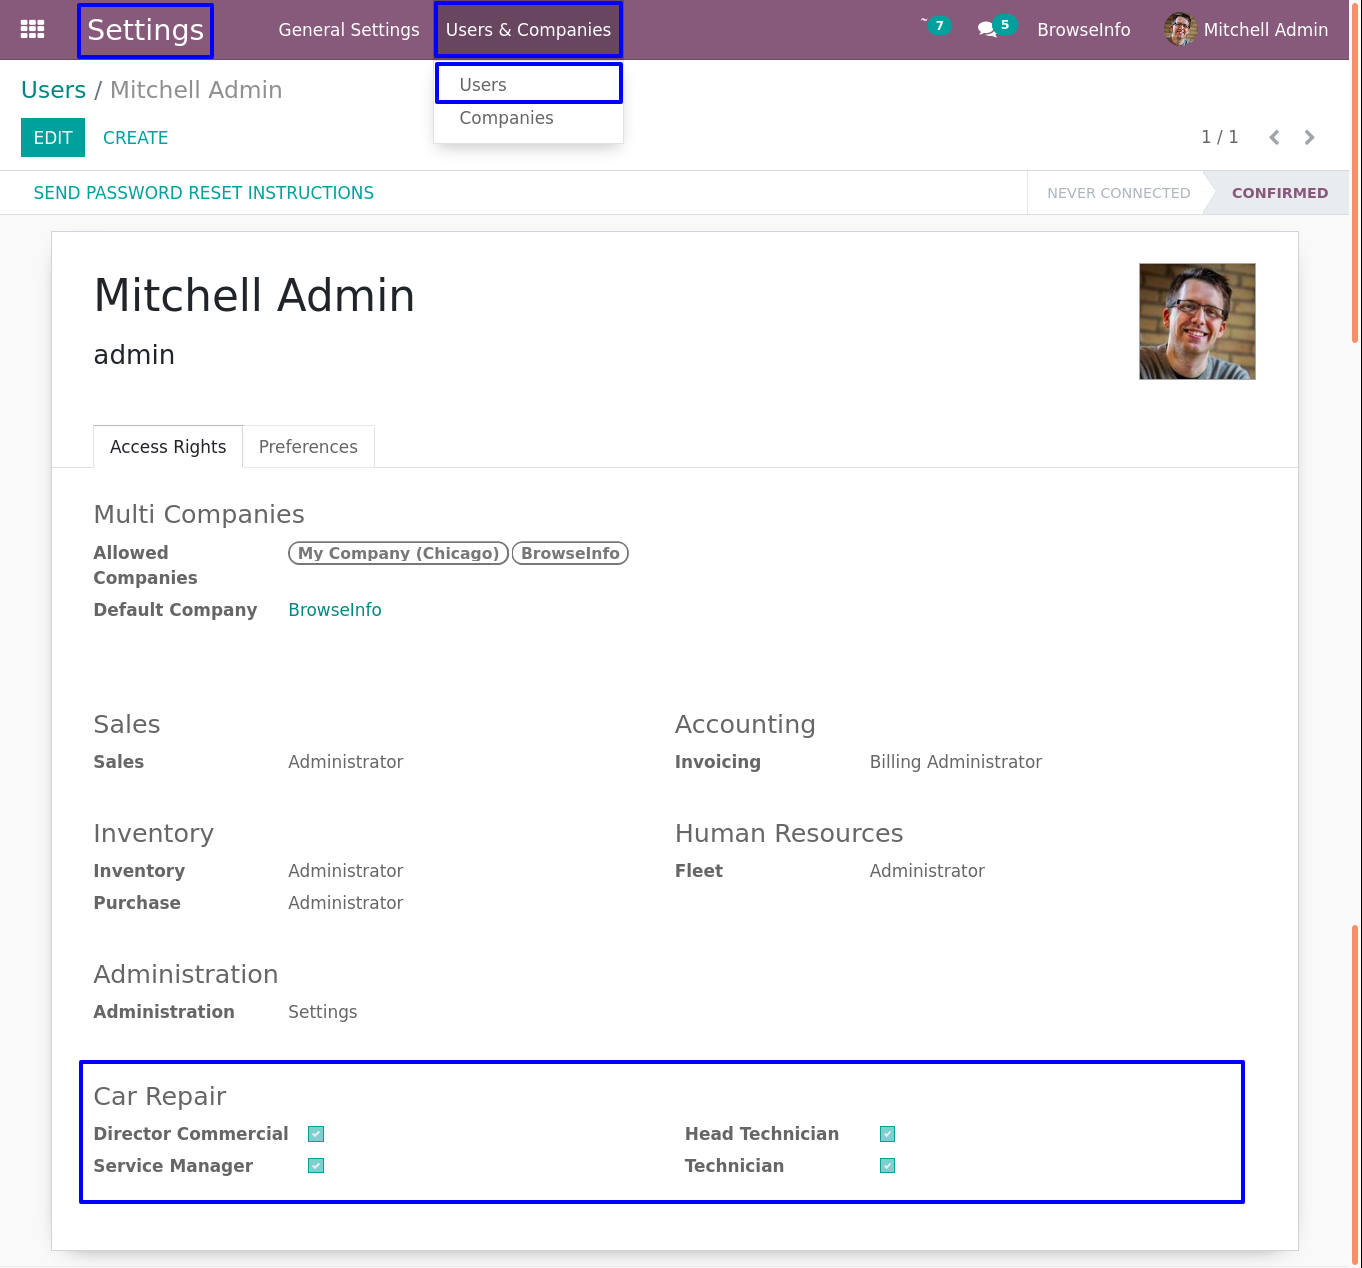 Settings General Settings Users & Companies ~ 7 5 BrowseInfo Mitchell Admin
Users
Companies
Users / Mitchell Admin
EDIT CREATE 1 / 1
SEND PASSWORD RESET INSTRUCTIONS NEVER CONNECTED CONFIRMED
Mitchell Admin
admin
Access Rights Preferences
Multi Companies
Allowed Companies My Company (Chicago) BrowseInfo
Default Company BrowseInfo
Sales Accounting
Sales Administrator Invoicing Billing Administrator
Inventory Human Resources
Inventory Administrator Fleet Administrator
Purchase Administrator
Administration
Administration Settings
Car Repair
Director Commercial Head Technician
Service Manager Technician